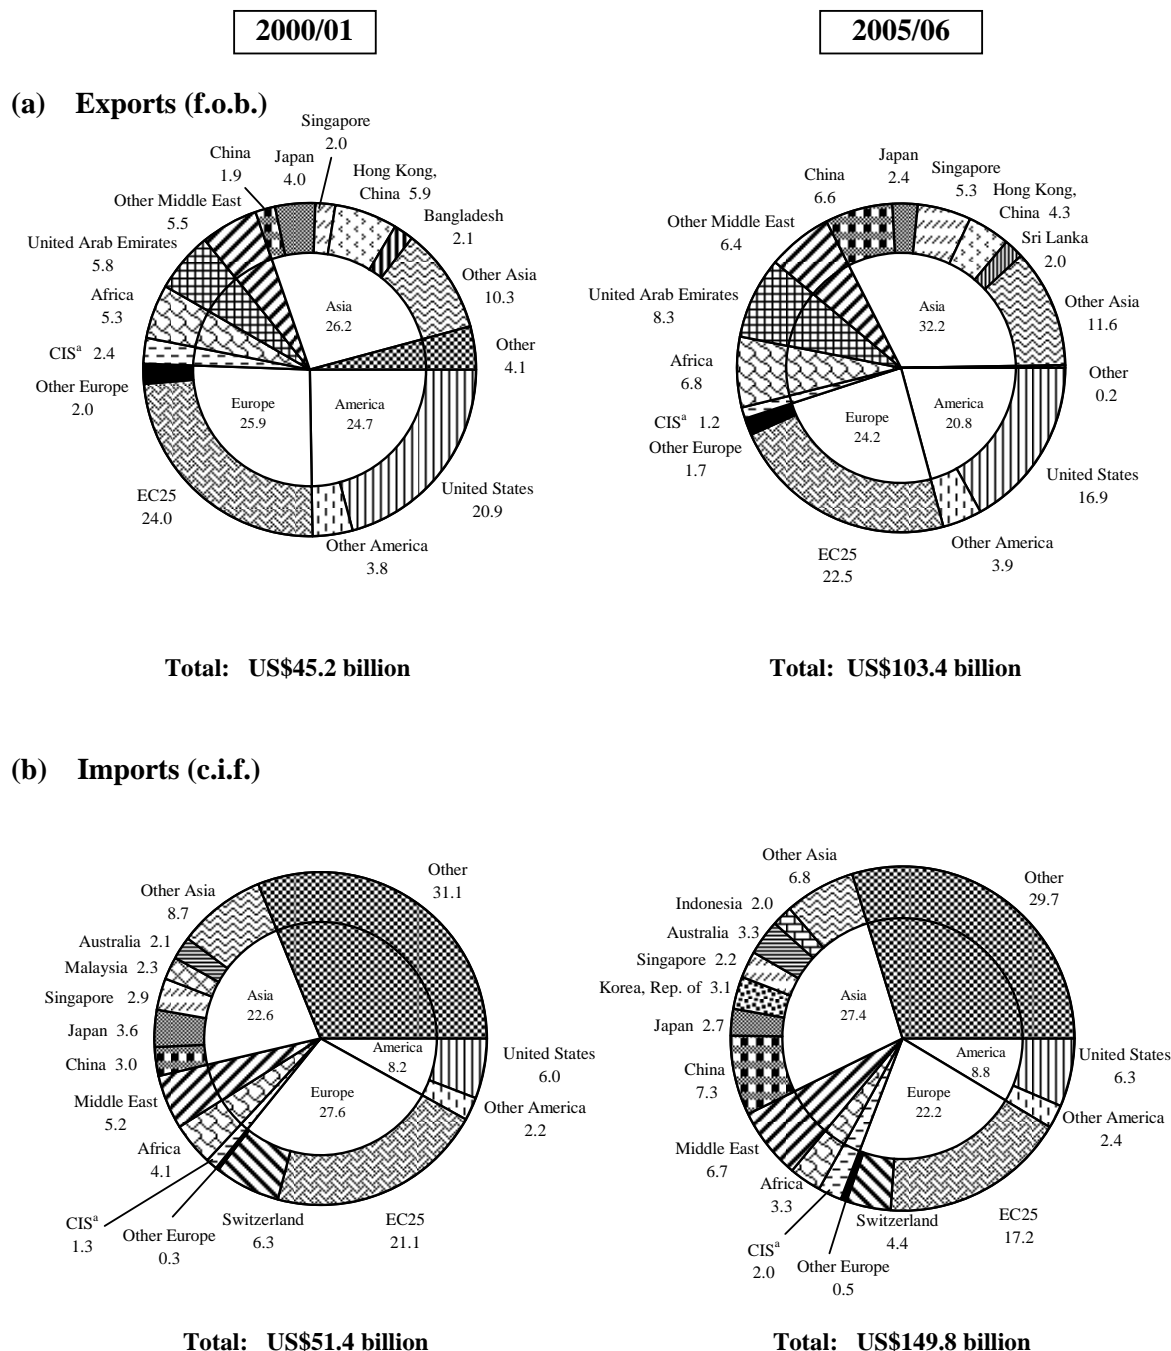 2000/01
2005/06
(a) Exports (f.o.b.)
Singapore
2.0
China
1.9
Japan
4.0
Hong Kong,
China 5.9
Other Middle East
5.5
Bangladesh
2.1
United Arab Emirates
5.8
Other Asia
10.3
Africa
5.3
Asia
26.2
CISᵃ 2.4
Other
4.1
Other Europe
2.0
Europe
25.9
America
24.7
EC25
24.0
United States
20.9
Other America
3.8
Total: US$45.2 billion
Japan
2.4
China
6.6
Singapore
5.3
Hong Kong,
China 4.3
Other Middle East
6.4
Sri Lanka
2.0
United Arab Emirates
8.3
Asia
32.2
Other Asia
11.6
Africa
6.8
Other
0.2
CISᵃ 1.2
Europe
24.2
America
20.8
Other Europe
1.7
United States
16.9
EC25
22.5
Other America
3.9
Total: US$103.4 billion
(b) Imports (c.i.f.)
Other
31.1
Other Asia
8.7
Australia 2.1
Malaysia 2.3
Singapore 2.9
Asia
22.6
Japan 3.6
China 3.0
America
8.2
United States
6.0
Middle East
5.2
Europe
27.6
Other America
2.2
Africa
4.1
CISᵃ
1.3
Other Europe
0.3
Switzerland
6.3
EC25
21.1
Total: US$51.4 billion
Other Asia
6.8
Other
29.7
Indonesia 2.0
Australia 3.3
Singapore 2.2
Korea, Rep. of 3.1
Asia
27.4
Japan 2.7
China
7.3
America
8.8
United States
6.3
Europe
22.2
Other America
2.4
Middle East
6.7
Africa
3.3
CISᵃ
2.0
Other Europe
0.5
Switzerland
4.4
EC25
17.2
Total: US$149.8 billion